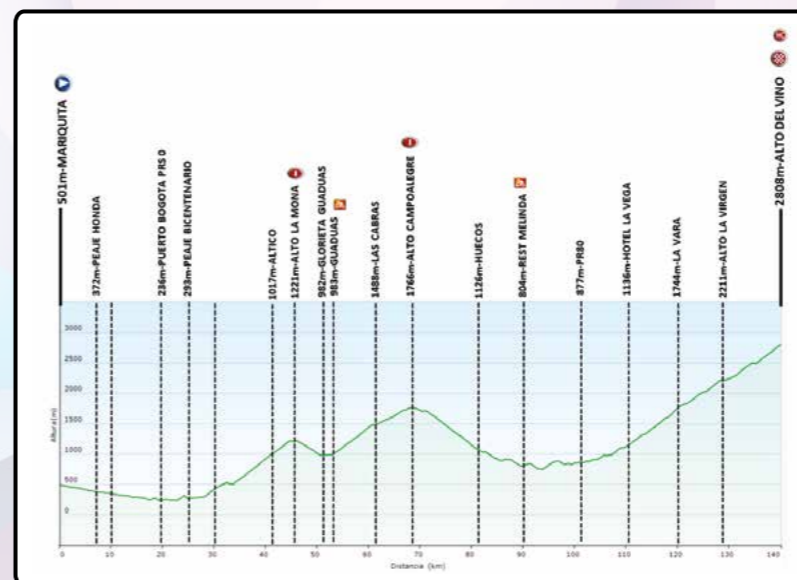 501m-MARIQUITA
372m-PEAJE HONDA
236m-PUERTO BOGOTA PR5 0
293m-PEAJE BICENTENARIO
1017m-ALTICO
1221m-ALTO LA MONA
982m-GLORIETA GUADUAS
983m-GUADUAS
1488m-LAS CABRAS
1766m-ALTO CAMPOALEGRE
1126m-HUECOS
804m-REST MELINDA
877m-PR80
1136m-HOTEL LA VEGA
1744m-LA VARA
2211m-ALTO LA VIRGEN
2808m-ALTO DEL VINO
Altura(m)
3000
2500
2000
1500
1000
500
0
0 10 20 30 40 50 60 70 80 90 100 110 120 130 140
Distancia (km)